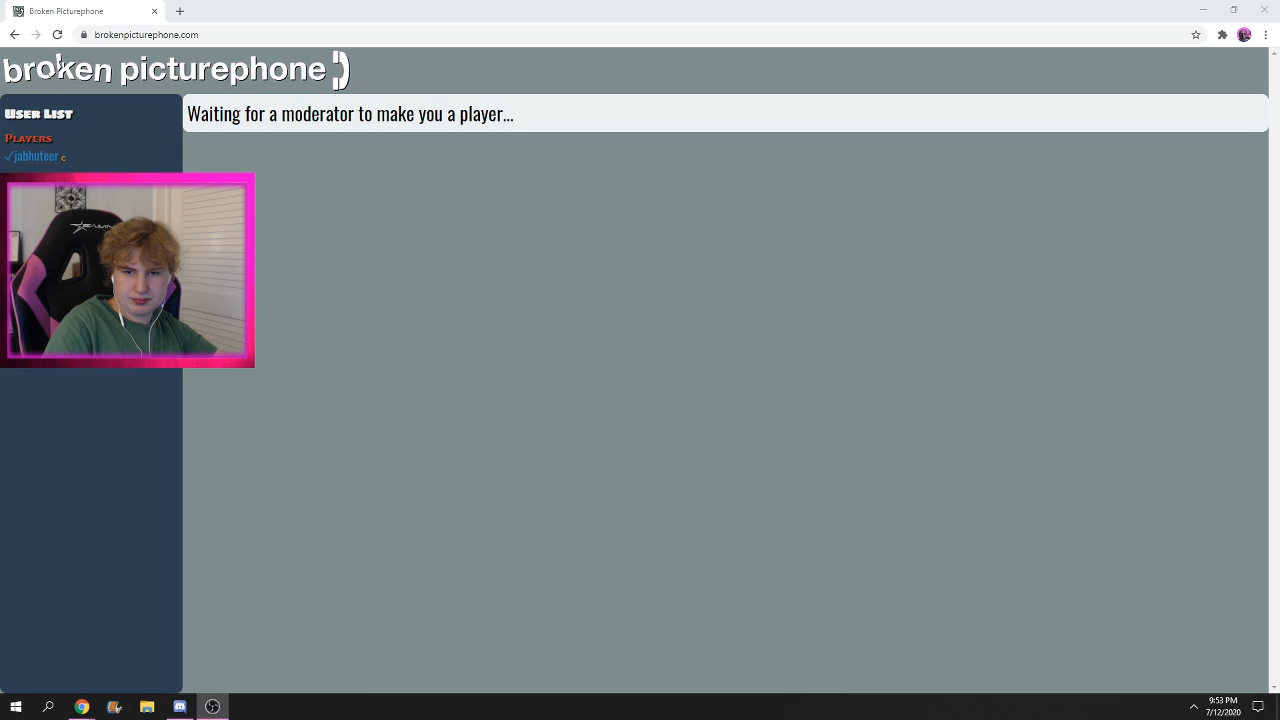 Broken Picturephone
brokenpicturephone.com
broken picturephone
User List
Waiting for a moderator to make you a player...
Players
✓jabhuteer c
9:53 PM
7/12/2020